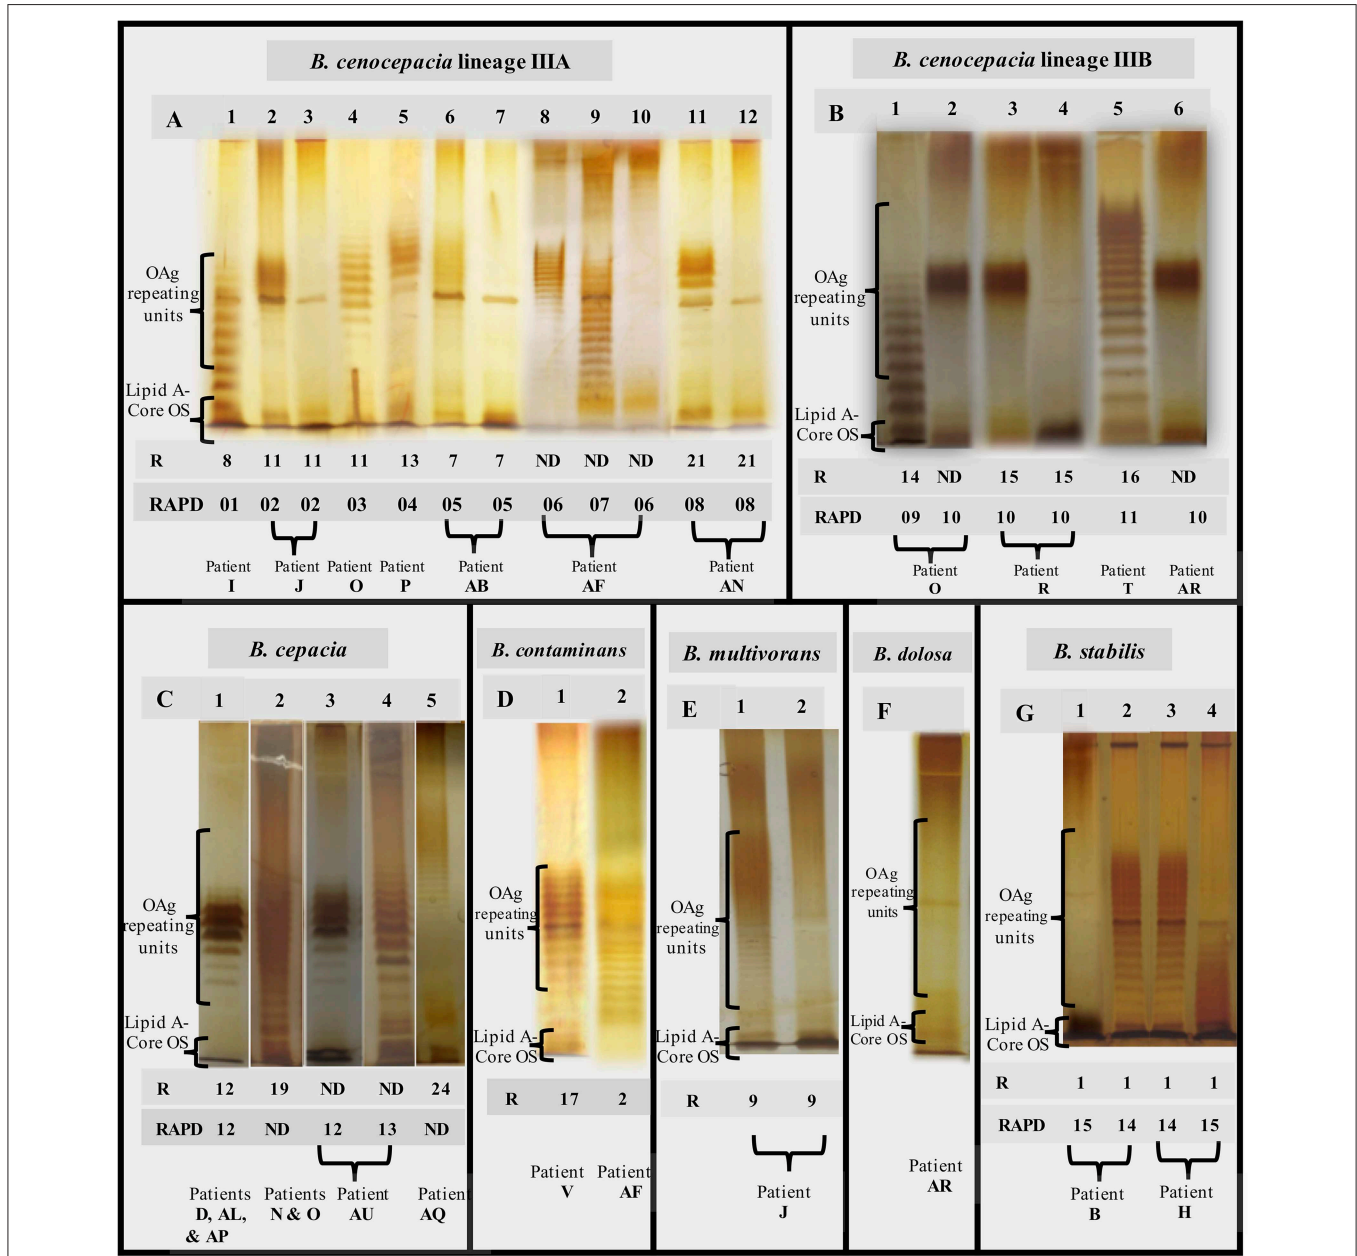 B. cenocepacia lineage IIIA
A 1 2 3 4 5 6 7 8 9 10 11 12
OAg
repeating
units
Lipid A-
Core OS
R 8 11 11 11 13 7 7 ND ND ND 21 21
RAPD 01 02 02 03 04 05 05 06 07 06 08 08
Patient Patient Patient Patient Patient Patient Patient
I J O P AB AF AN
B. cenocepacia lineage IIIB
B 1 2 3 4 5 6
OAg
repeating
units
Lipid A-
Core OS
R 14 ND 15 15 16 ND
RAPD 09 10 10 10 11 10
Patient Patient Patient Patient
O R T AR
B. cepacia
C 1 2 3 4 5
OAg
repeating
units
Lipid A-
Core OS
R 12 19 ND ND 24
RAPD 12 ND 12 13 ND
Patients Patients Patient Patient
D, AL, N & O AU AQ
& AP
B. contaminans
D 1 2
OAg
repeating
units
Lipid A-
Core OS
R 17 2
Patient Patient
V AF
B. multivorans
E 1 2
OAg
repeating
units
Lipid A-
Core OS
R 9 9
Patient
J
B. dolosa
F
OAg
repeating
units
Lipid A-
Core OS
Patient
AR
B. stabilis
G 1 2 3 4
OAg
repeating
units
Lipid A-
Core OS
R 1 1 1 1
RAPD 15 14 14 15
Patient Patient
B H